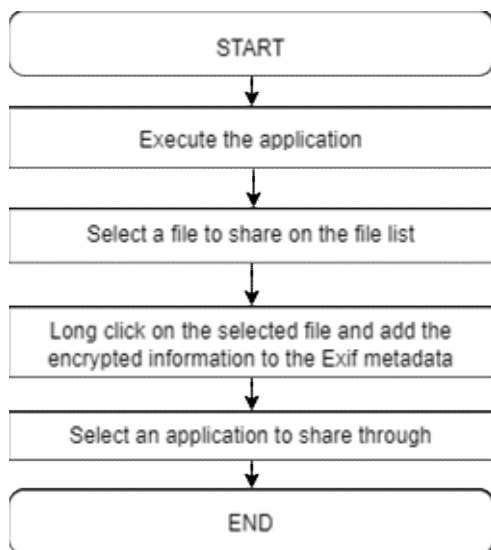 START
Execute the application
Select a file to share on the file list
Long click on the selected file and add the
encrypted information to the Exif metadata
Select an application to share through
END